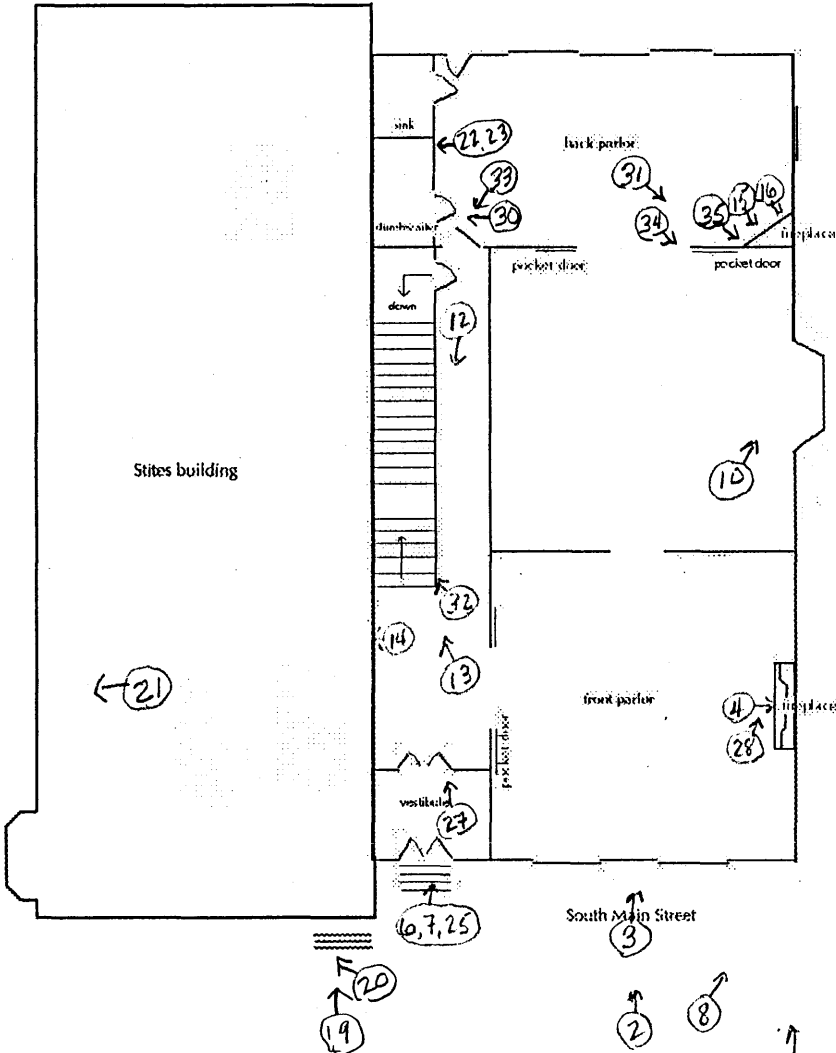 sink
22,23
back parlor
33
31
16
15
35
30
34
dumbwaiter
fireplace
pocket door
pocket door
down
12
Stites building
10
32
14
13
21
front parlor
4
fireplace
28
pocket door
vestibule
27
6,7,25
South Main Street
3
20
19
2
8